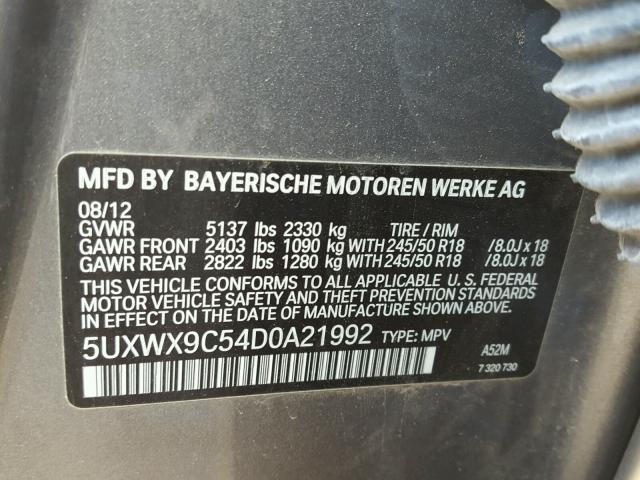 MFD BY BAYERISCHE MOTOREN WERKE AG
08/12
GVWR 5137 lbs 2330 kg TIRE / RIM
GAWR FRONT 2403 lbs 1090 kg WITH 245/50 R18 /8.0J x 18
GAWR REAR 2822 lbs 1280 kg WITH 245/50 R18 /8.0J x 18
THIS VEHICLE CONFORMS TO ALL APPLICABLE U. S. FEDERAL
MOTOR VEHICLE SAFETY AND THEFT PREVENTION STANDARDS
IN EFFECT ON THE DATE OF MANUFACTURE SHOWN ABOVE.
5UXWX9C54D0A21992 TYPE: MPV
A52M
7 320 730